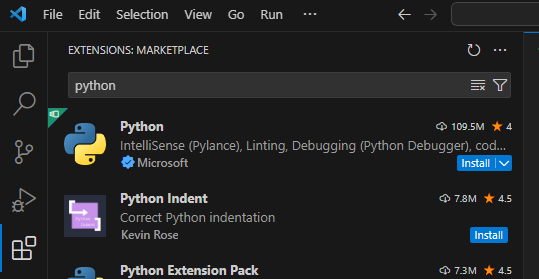 File Edit Selection View Go Run ···
EXTENSIONS: MARKETPLACE
python
Python 109.5M 4
IntelliSense (Pylance), Linting, Debugging (Python Debugger), cod...
Microsoft Install
Python Indent 7.8M 4.5
Correct Python indentation
Kevin Rose Install
Python Extension Pack 7.3M 4.5